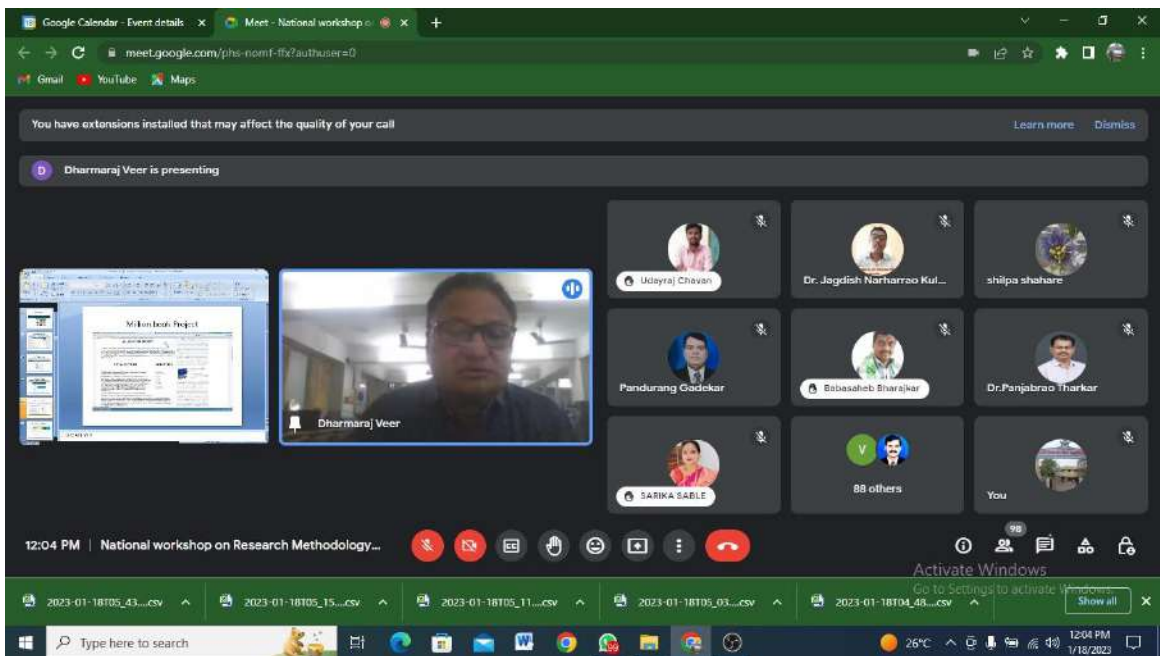 Google Calendar - Event details
Meet - National workshop o
meet.google.com/phs-nomf-ffx?authuser=0
Gmail
YouTube
Maps
You have extensions installed that may affect the quality of your call
Learn more
Dismiss
D
Dharmaraj Veer is presenting
Million book Project
Dharmaraj Veer
Udayraj Chavan
Dr. Jagdish Narharrao Kul...
shilpa shahare
Pandurang Gadekar
Babasaheb Bharajkar
Dr.Panjabrao Tharkar
SARIKA SABLE
V
88 others
You
12:04 PM | National workshop on Research Methodology...
CC
98
Activate Windows
Go to Settings to activate Windows.
2023-01-18T05_43....csv
2023-01-18T05_15....csv
2023-01-18T05_11....csv
2023-01-18T05_03....csv
2023-01-18T04_48....csv
Show all
Type here to search
W
99
26°C
12:04 PM
1/18/2023